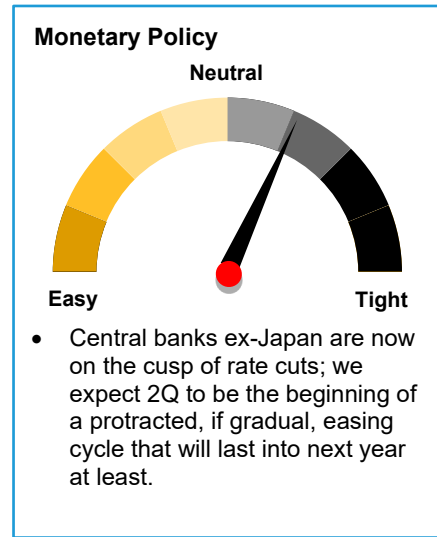 Monetary Policy
Neutral
Easy
Tight
• Central banks ex-Japan are now
on the cusp of rate cuts; we
expect 2Q to be the beginning of
a protracted, if gradual, easing
cycle that will last into next year
at least.